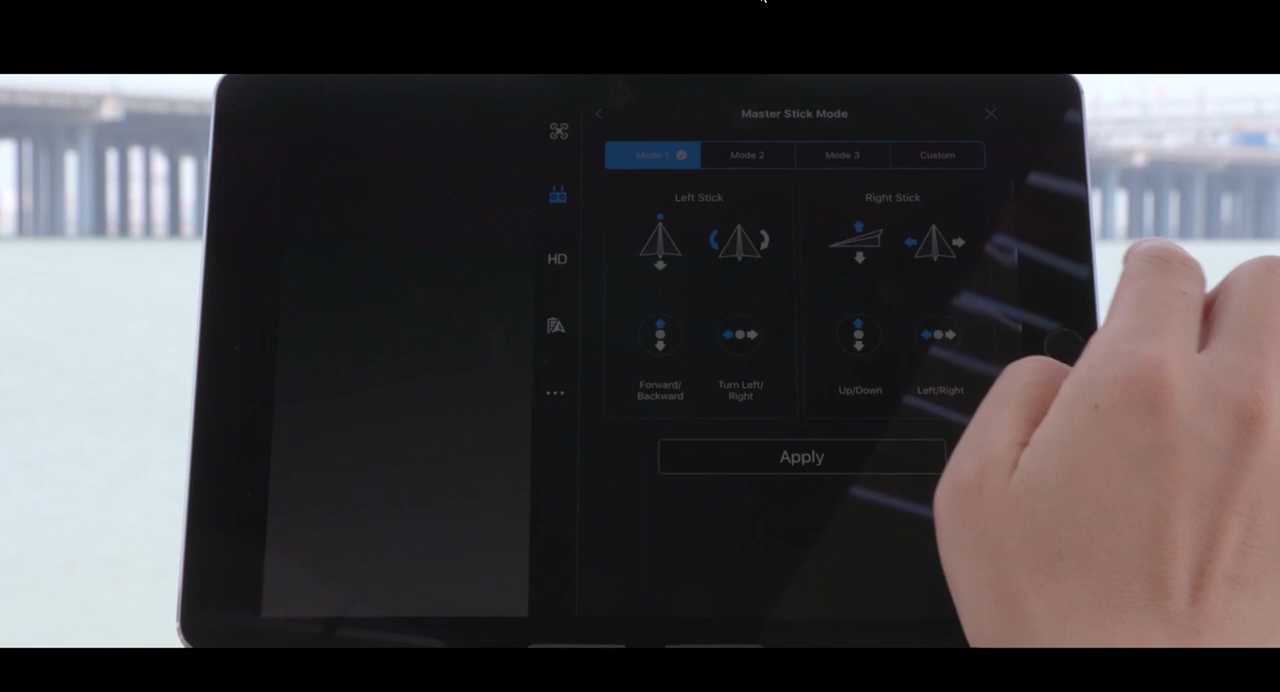 Master Stick Mode
Mode 1
Mode 2
Mode 3
Custom
Left Stick
Right Stick
HD
Forward/
Backward
Turn Left/
Right
Up/Down
Left/Right
Apply